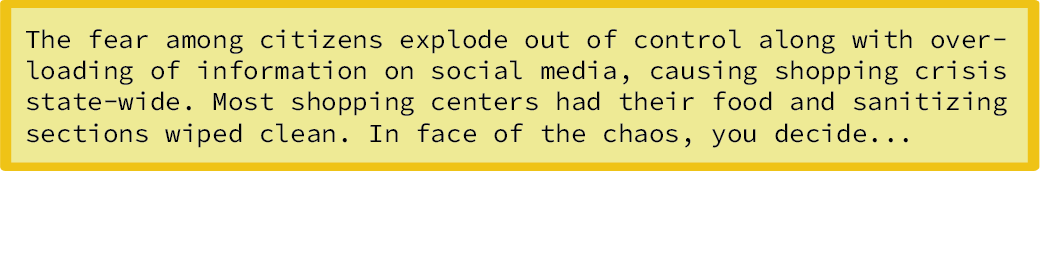 The fear among citizens explode out of control along with over-
loading of information on social media, causing shopping crisis
state-wide. Most shopping centers had their food and sanitizing
sections wiped clean. In face of the chaos, you decide...